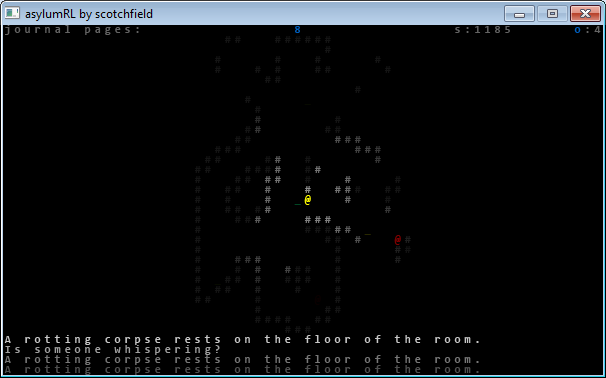 asylumRL by scotchfield
journal pages: 8 s:1185 o:4
A rotting corpse rests on the floor of the room.
Is someone whispering?
A rotting corpse rests on the floor of the room.
A rotting corpse rests on the floor of the room.